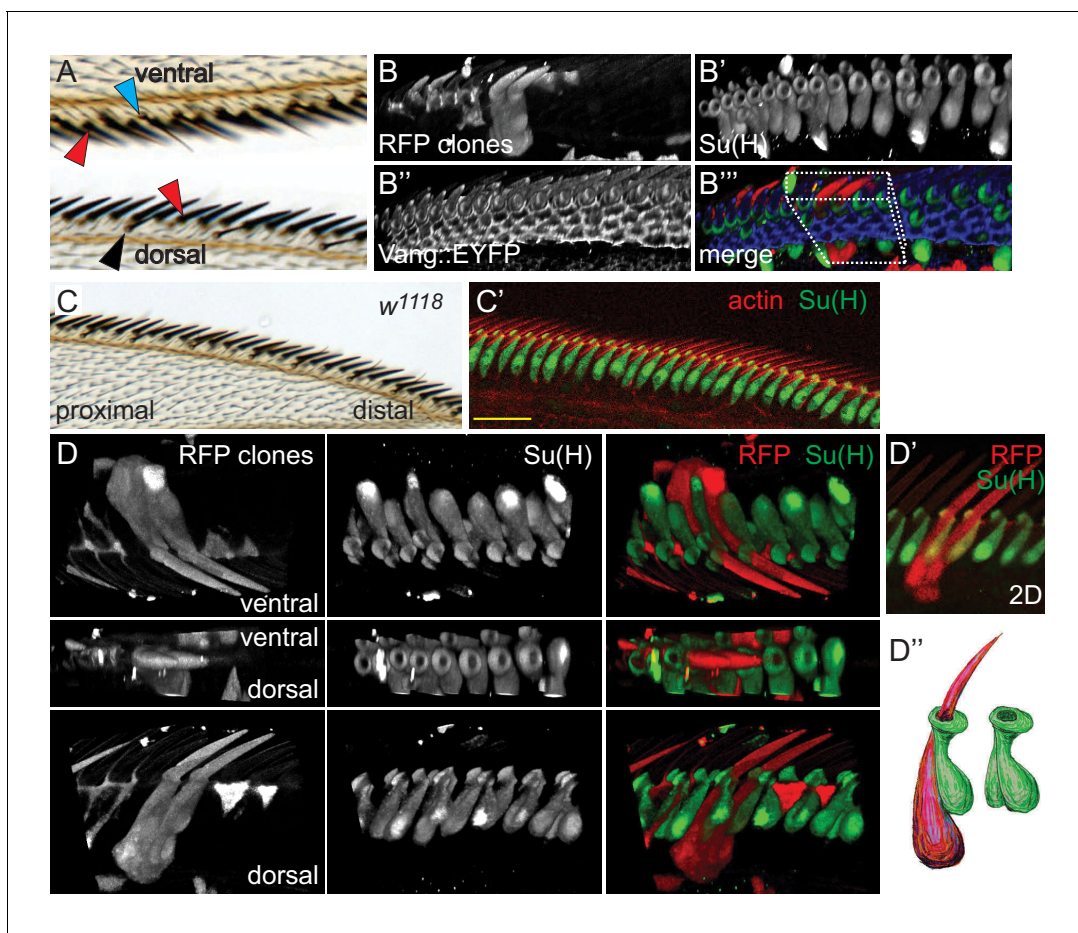 A
ventral
dorsal
B
RFP clones
B'
Su(H)
B''
Vang::EYFP
B'''
merge
C
w1118
proximal
distal
C'
actin Su(H)
D
RFP clones
ventral
Su(H)
RFP Su(H)
ventral
dorsal
dorsal
D'
RFP
Su(H)
2D
D''